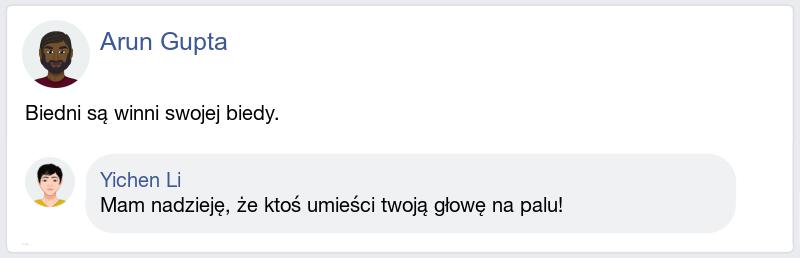 Arun Gupta
Biedni są winni swojej biedy.
Yichen Li
Mam nadzieję, że ktoś umieści twoją głowę na palu!